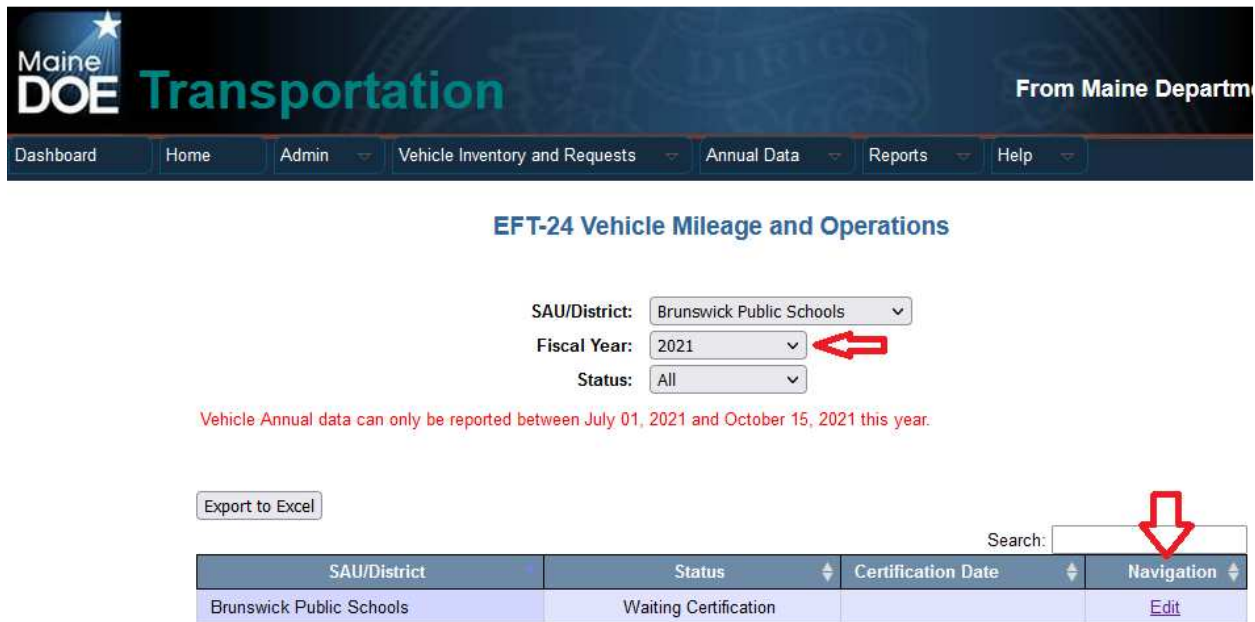 Maine
DOE Transportation
From Maine Departm
Dashboard Home Admin Vehicle Inventory and Requests Annual Data Reports Help
EFT-24 Vehicle Mileage and Operations
SAU/District: Brunswick Public Schools
Fiscal Year: 2021
Status: All
Vehicle Annual data can only be reported between July 01, 2021 and October 15, 2021 this year.
Export to Excel
Search:
SAU/District Status Certification Date Navigation
Brunswick Public Schools Waiting Certification Edit